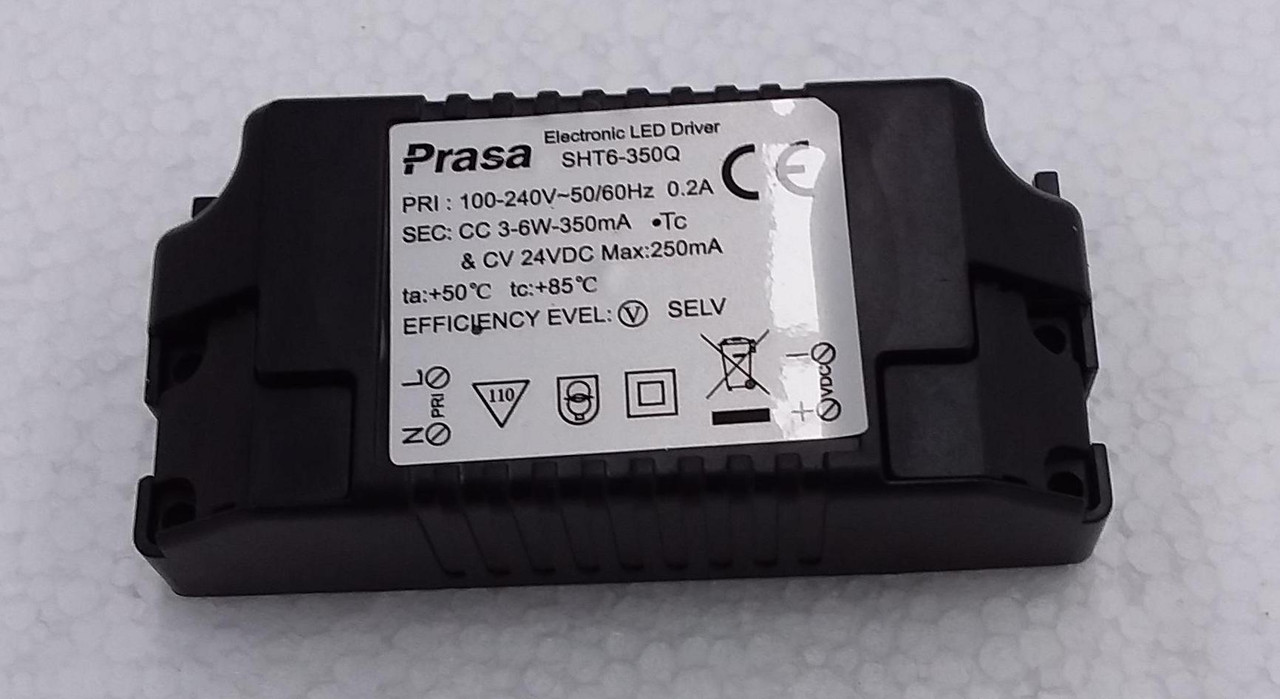 Electronic LED Driver
Prasa SHT6-350Q CE
PRI : 100-240V~50/60Hz 0.2A
SEC: CC 3-6W-350mA •Tc
& CV 24VDC Max:250mA
ta:+50℃ tc:+85℃
EFFICIENCY EVEL: Ⓥ SELV
L
PRI
N
110
−
VDC
+